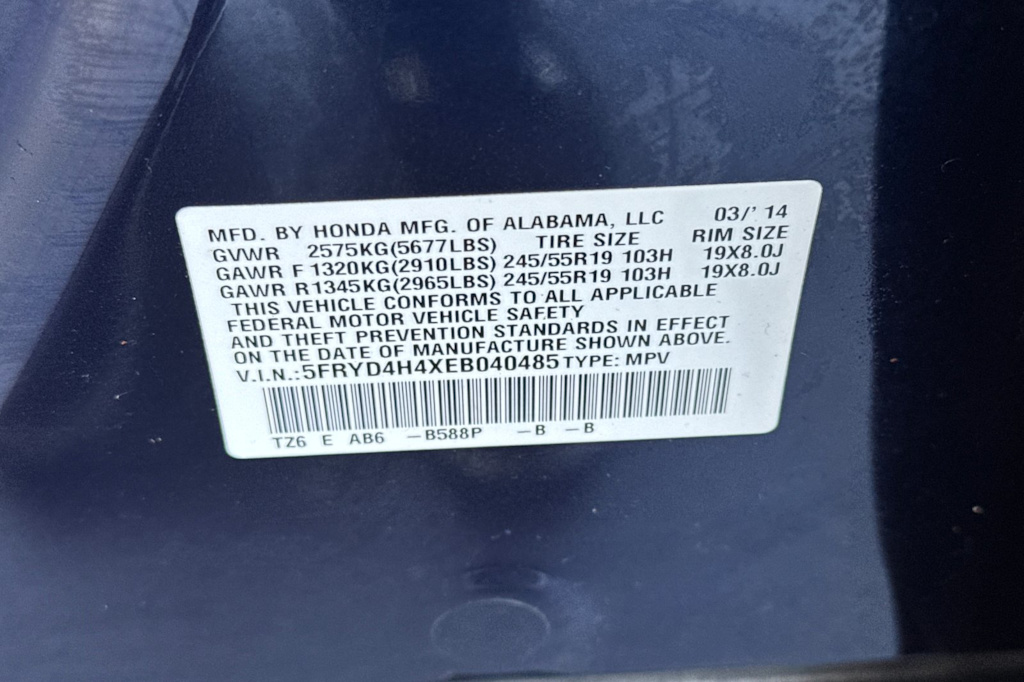 MFD. BY HONDA MFG. OF ALABAMA, LLC 03/'14
GVWR 2575KG(5677LBS) TIRE SIZE RIM SIZE
GAWR F 1320KG(2910LBS) 245/55R19 103H 19X8.0J
GAWR R1345KG(2965LBS) 245/55R19 103H 19X8.0J
THIS VEHICLE CONFORMS TO ALL APPLICABLE
FEDERAL MOTOR VEHICLE SAFETY
AND THEFT PREVENTION STANDARDS IN EFFECT
ON THE DATE OF MANUFACTURE SHOWN ABOVE.
V.I.N.:5FRYD4H4XEB040485 TYPE: MPV
TZ6 E AB6 -B588P -B -B